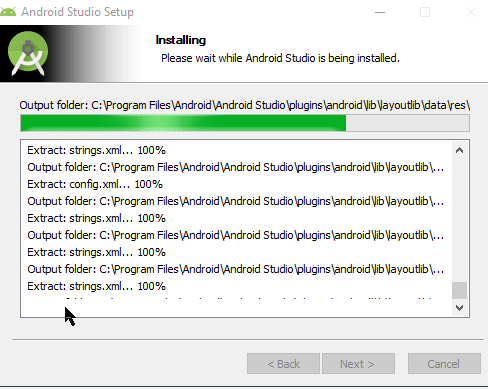 Android Studio Setup
Installing
Please wait while Android Studio is being installed.
Output folder: C:\Program Files\Android\Android Studio\plugins\android\lib\layoutlib\data\res\
Extract: strings.xml... 100%
Output folder: C:\Program Files\Android\Android Studio\plugins\android\lib\layoutlib\...
Extract: config.xml... 100%
Output folder: C:\Program Files\Android\Android Studio\plugins\android\lib\layoutlib\...
Extract: strings.xml... 100%
Output folder: C:\Program Files\Android\Android Studio\plugins\android\lib\layoutlib\...
Extract: strings.xml... 100%
Output folder: C:\Program Files\Android\Android Studio\plugins\android\lib\layoutlib\...
Extract: strings.xml... 100%
< Back
Next >
Cancel